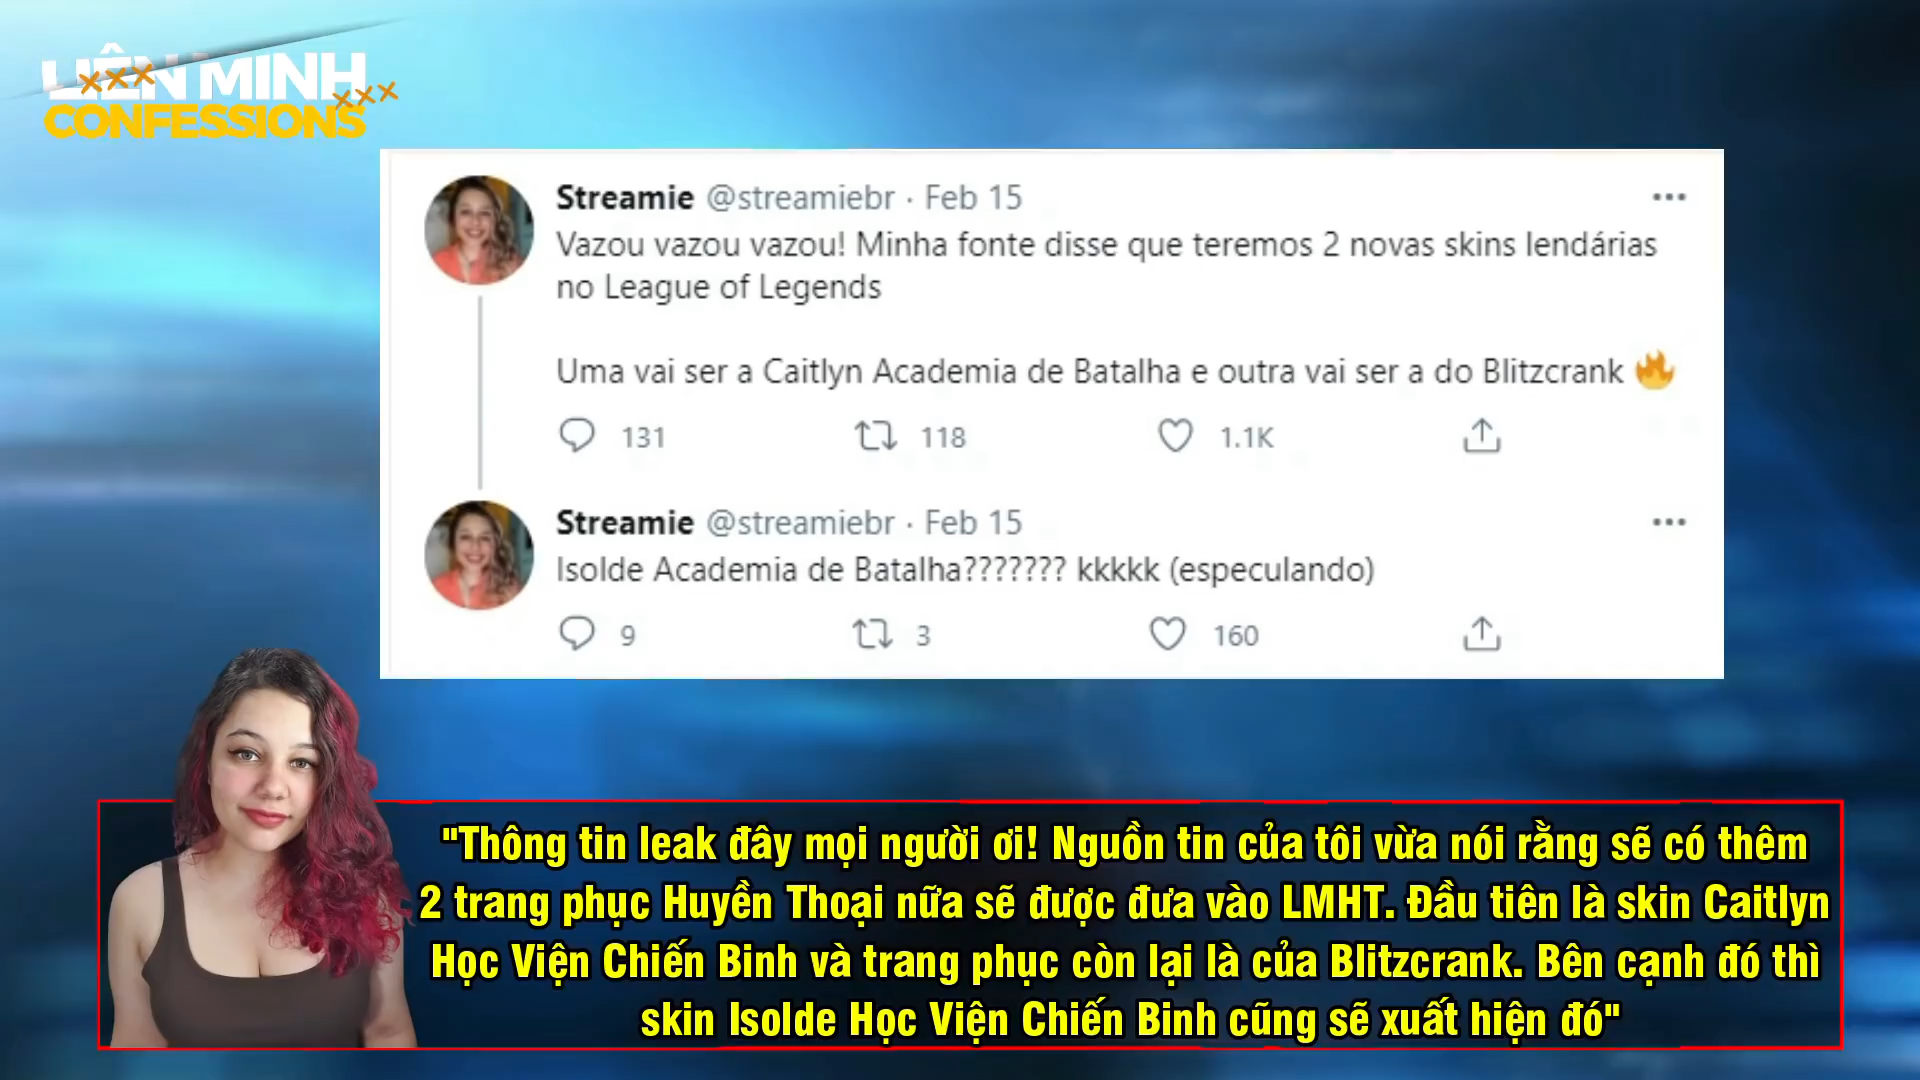 LIÊN MINH
CONFESSIONS
Streamie @streamiebr · Feb 15
Vazou vazou vazou! Minha fonte disse que teremos 2 novas skins lendárias
no League of Legends
Uma vai ser a Caitlyn Academia de Batalha e outra vai ser a do Blitzcrank 🔥
131 118 1.1K
Streamie @streamiebr · Feb 15
Isolde Academia de Batalha??????? kkkkk (especulando)
9 3 160
"Thông tin leak đây mọi người ơi! Nguồn tin của tôi vừa nói rằng sẽ có thêm
2 trang phục Huyền Thoại nữa sẽ được đưa vào LMHT. Đầu tiên là skin Caitlyn
Học Viện Chiến Binh và trang phục còn lại là của Blitzcrank. Bên cạnh đó thì
skin Isolde Học Viện Chiến Binh cũng sẽ xuất hiện đó"